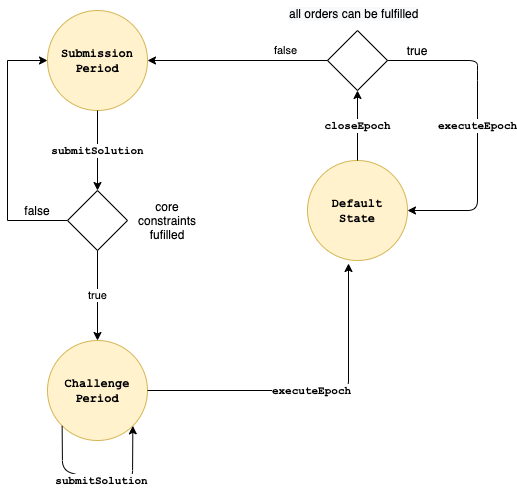 all orders can be fulfilled
Submission
Period
false
true
submitSolution
closeEpoch
executeEpoch
false
core
constraints
fufilled
Default
State
true
Challenge
Period
executeEpoch
submitSolution